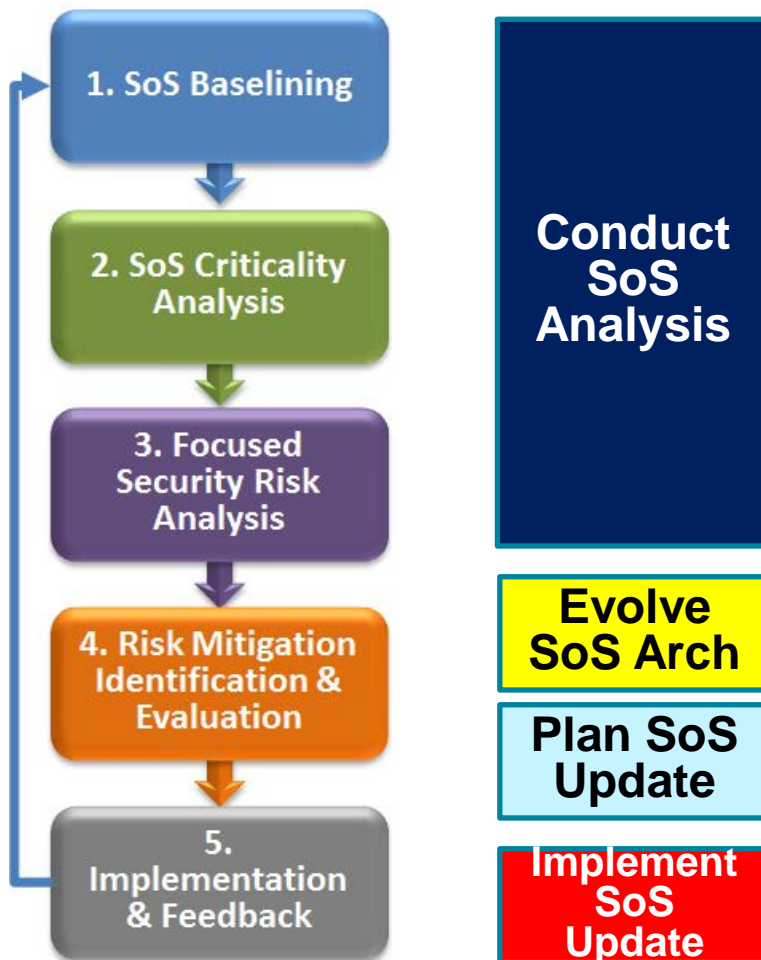 1. SoS Baselining
2. SoS Criticality
Analysis
3. Focused
Security Risk
Analysis
4. Risk Mitigation
Identification &
Evaluation
5.
Implementation
& Feedback
Conduct
SoS
Analysis
Evolve
SoS Arch
Plan SoS
Update
Implement
SoS
Update